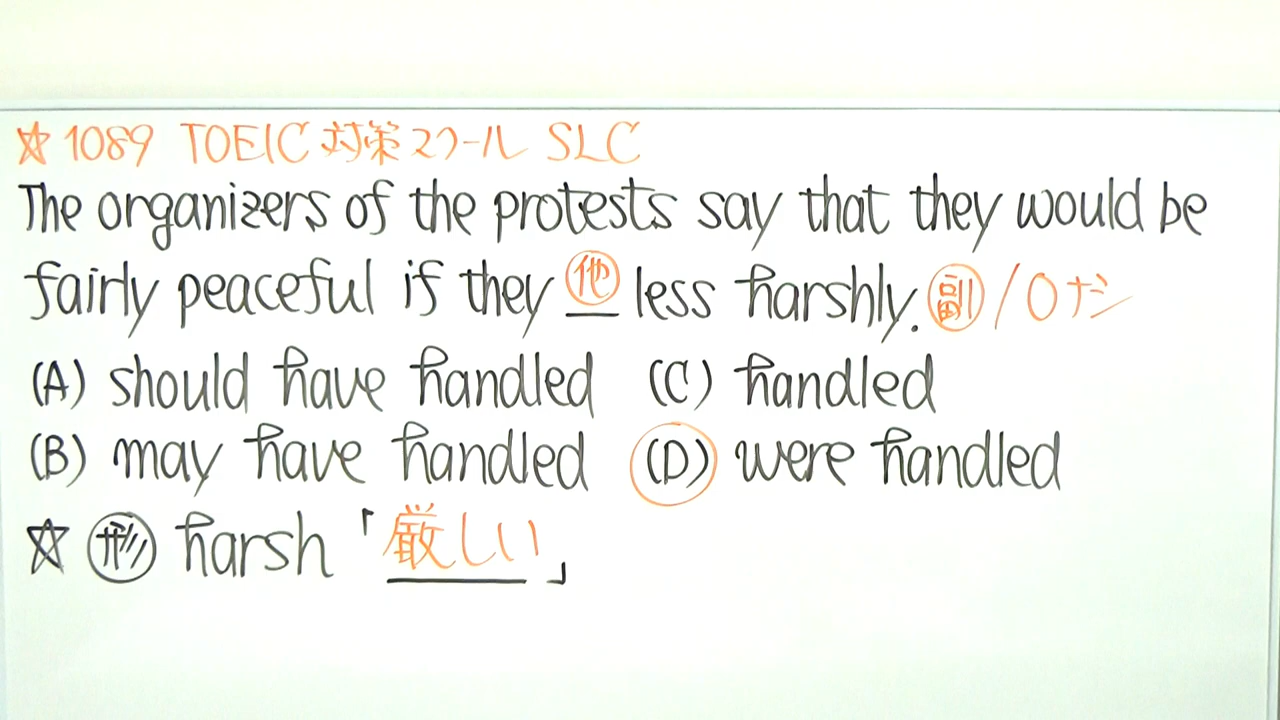 ☆1089 TOEIC対策スクール SLC
The organizers of the protests say that they would be
fairly peaceful if they 他 less harshly. 副/Oナシ
(A) should have handled (C) handled
(B) may have handled (D) were handled
☆ 形 harsh「厳しい」